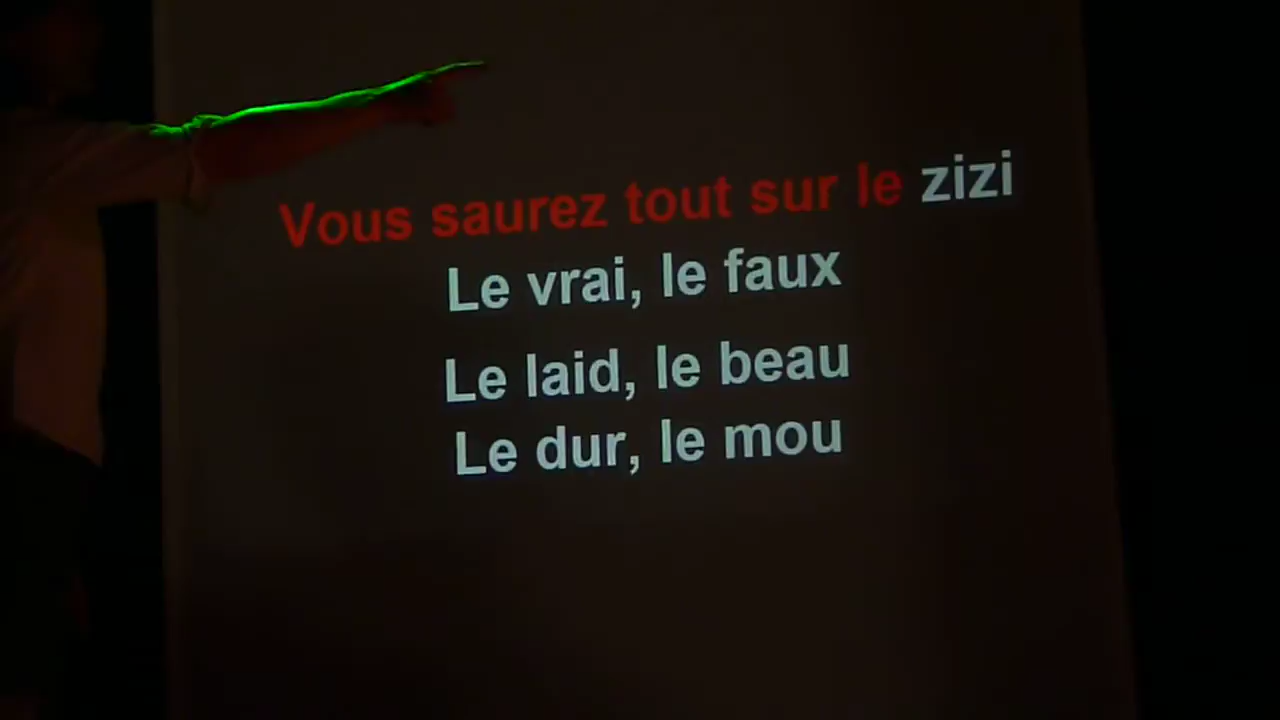 Vous saurez tout sur le zizi
Le vrai, le faux
Le laid, le beau
Le dur, le mou